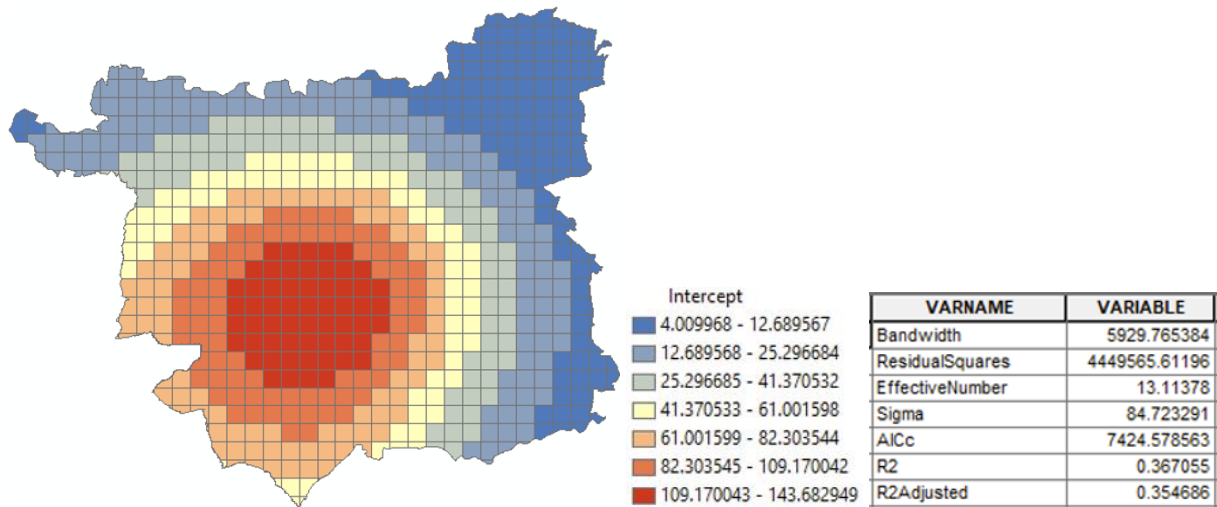 Intercept
4.009968 - 12.689567
12.689568 - 25.296684
25.296685 - 41.370532
41.370533 - 61.001598
61.001599 - 82.303544
82.303545 - 109.170042
109.170043 - 143.682949
VARNAME VARIABLE
Bandwidth 5929.765384
ResidualSquares 4449565.61196
EffectiveNumber 13.11378
Sigma 84.723291
AICc 7424.578563
R2 0.367055
R2Adjusted 0.354686